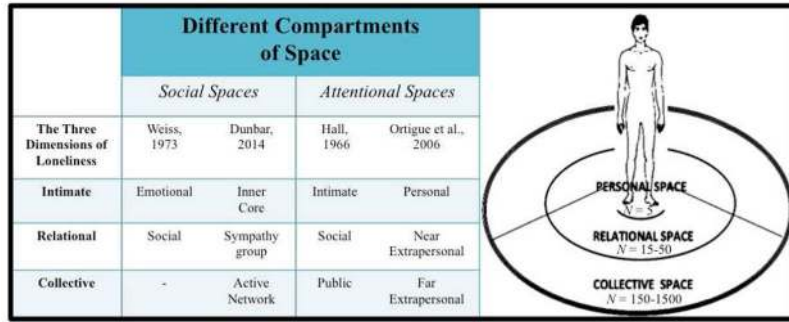 Different Compartments
of Space
Social Spaces Attentional Spaces
The Three
Dimensions of
Loneliness
Weiss,
1973
Dunbar,
2014
Hall,
1966
Ortigue et al.,
2006
Intimate
Emotional
Inner
Core
Intimate
Personal
Relational
Social
Sympathy
group
Social
Near
Extrapersonal
Collective
-
Active
Network
Public
Far
Extrapersonal
PERSONAL SPACE
N = 5
RELATIONAL SPACE
N = 15-50
COLLECTIVE SPACE
N = 150-1500